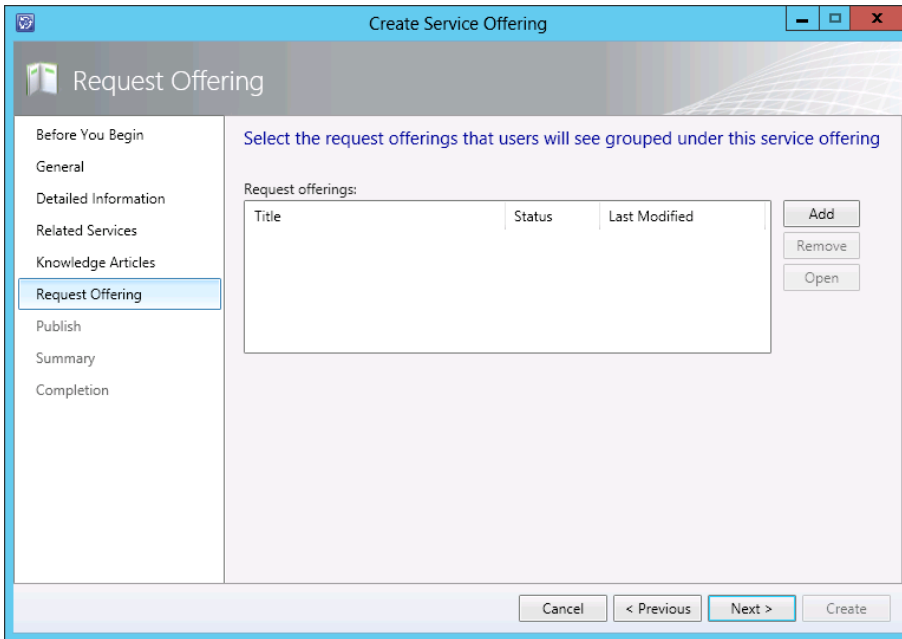 Create Service Offering
Request Offering
Before You Begin
General
Detailed Information
Related Services
Knowledge Articles
Request Offering
Publish
Summary
Completion
Select the request offerings that users will see grouped under this service offering
Request offerings:
Title Status Last Modified
Add
Remove
Open
Cancel < Previous Next > Create